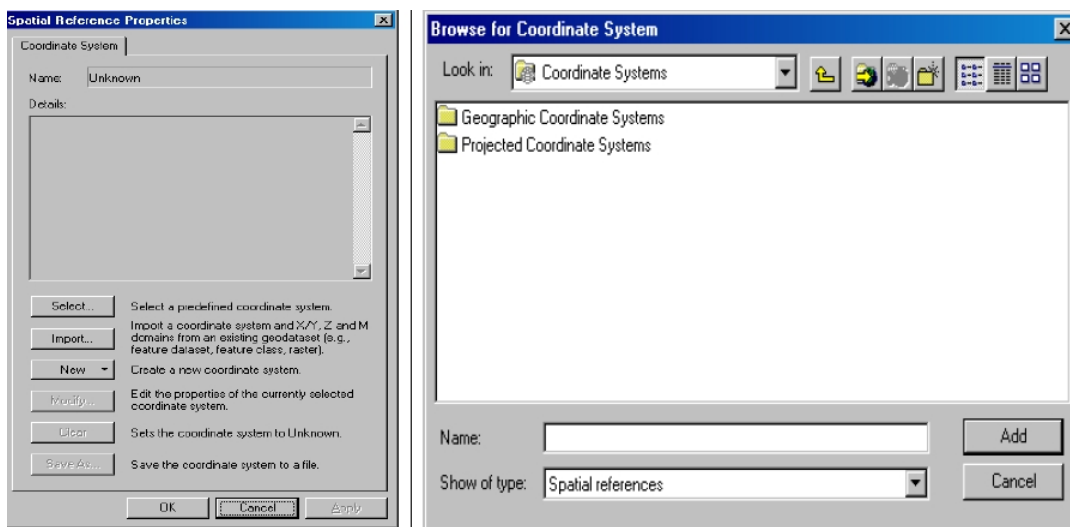 Spatial Reference Properties
Coordinate System
Name: Unknown
Details:
Select... Select a predefined coordinate system.
Import... Import a coordinate system and X/Y, Z and M
domains from an existing geodataset (e.g.,
feature dataset, feature class, raster).
New Create a new coordinate system.
Modify... Edit the properties of the currently selected
coordinate system.
Clear Sets the coordinate system to Unknown.
Save As... Save the coordinate system to a file.
OK Cancel Apply
Browse for Coordinate System
Look in: Coordinate Systems
Geographic Coordinate Systems
Projected Coordinate Systems
Name: Add
Show of type: Spatial references Cancel